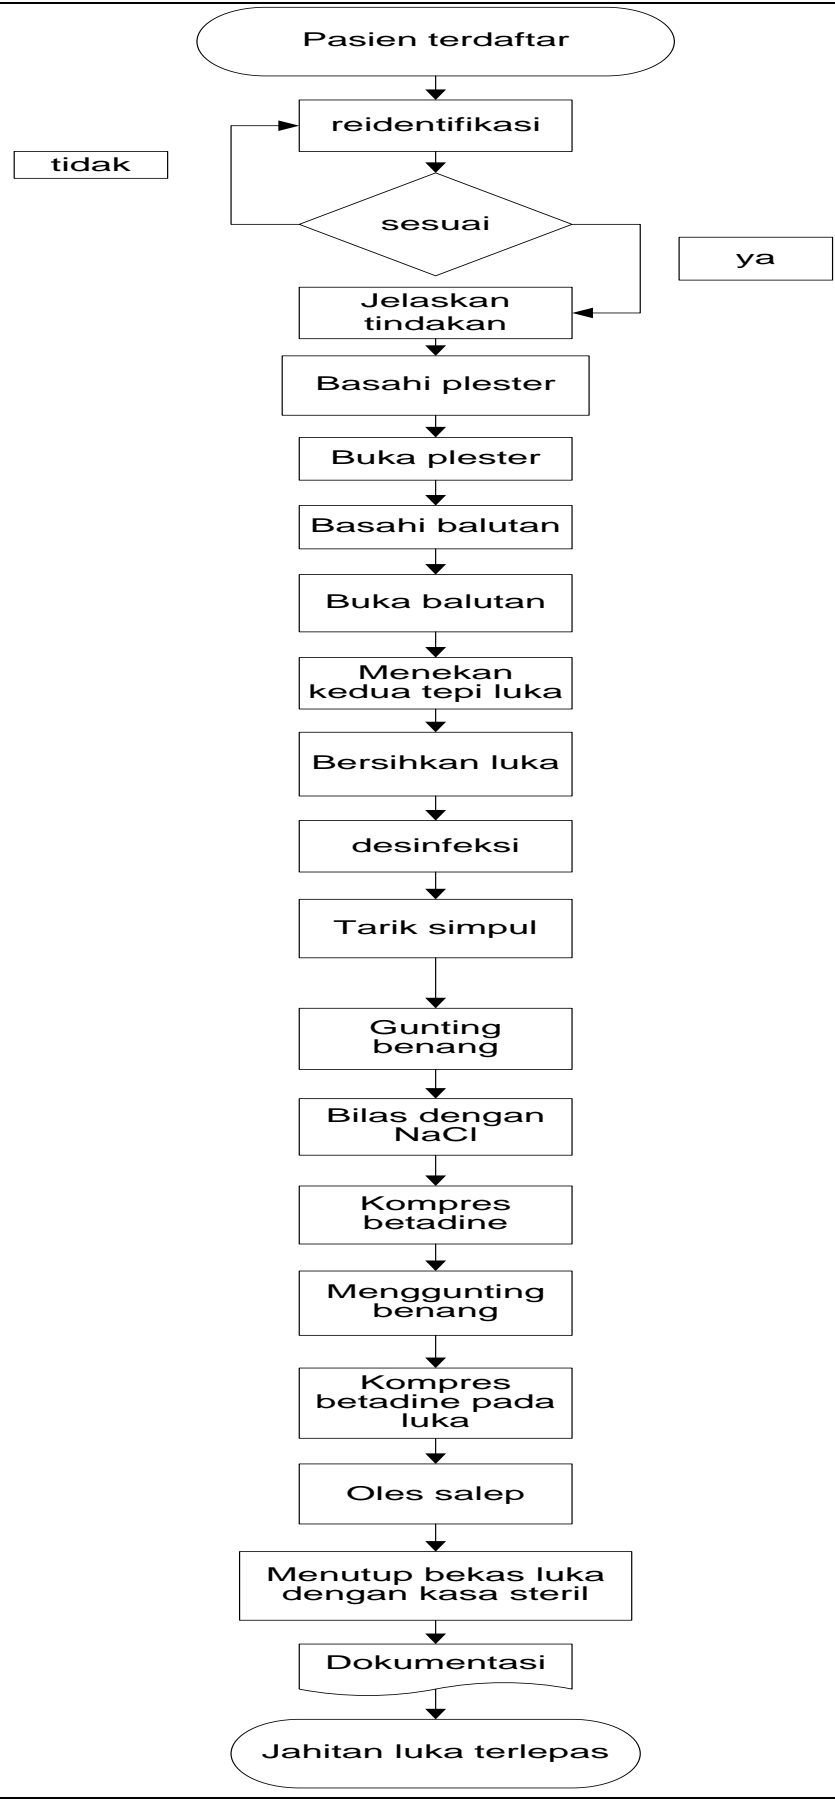 Pasien terdaftar
reidentifikasi
tidak
sesuai
ya
Jelaskan
tindakan
Basahi plester
Buka plester
Basahi balutan
Buka balutan
Menekan
kedua tepi luka
Bersihkan luka
desinfeksi
Tarik simpul
Gunting
benang
Bilas dengan
NaCl
Kompres
betadine
Menggunting
benang
Kompres
betadine pada
luka
Oles salep
Menutup bekas luka
dengan kasa steril
Dokumentasi
Jahitan luka terlepas